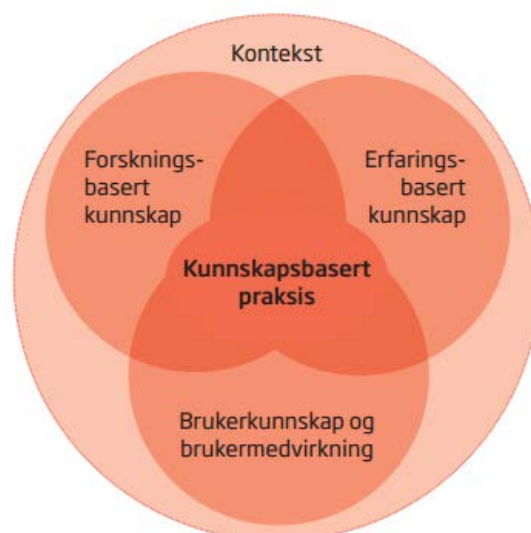 Kontekst
Forsknings-
basert
kunnskap
Erfarings-
basert
kunnskap
Kunnskapsbasert
praksis
Brukerkunnskap og
brukermedvirkning